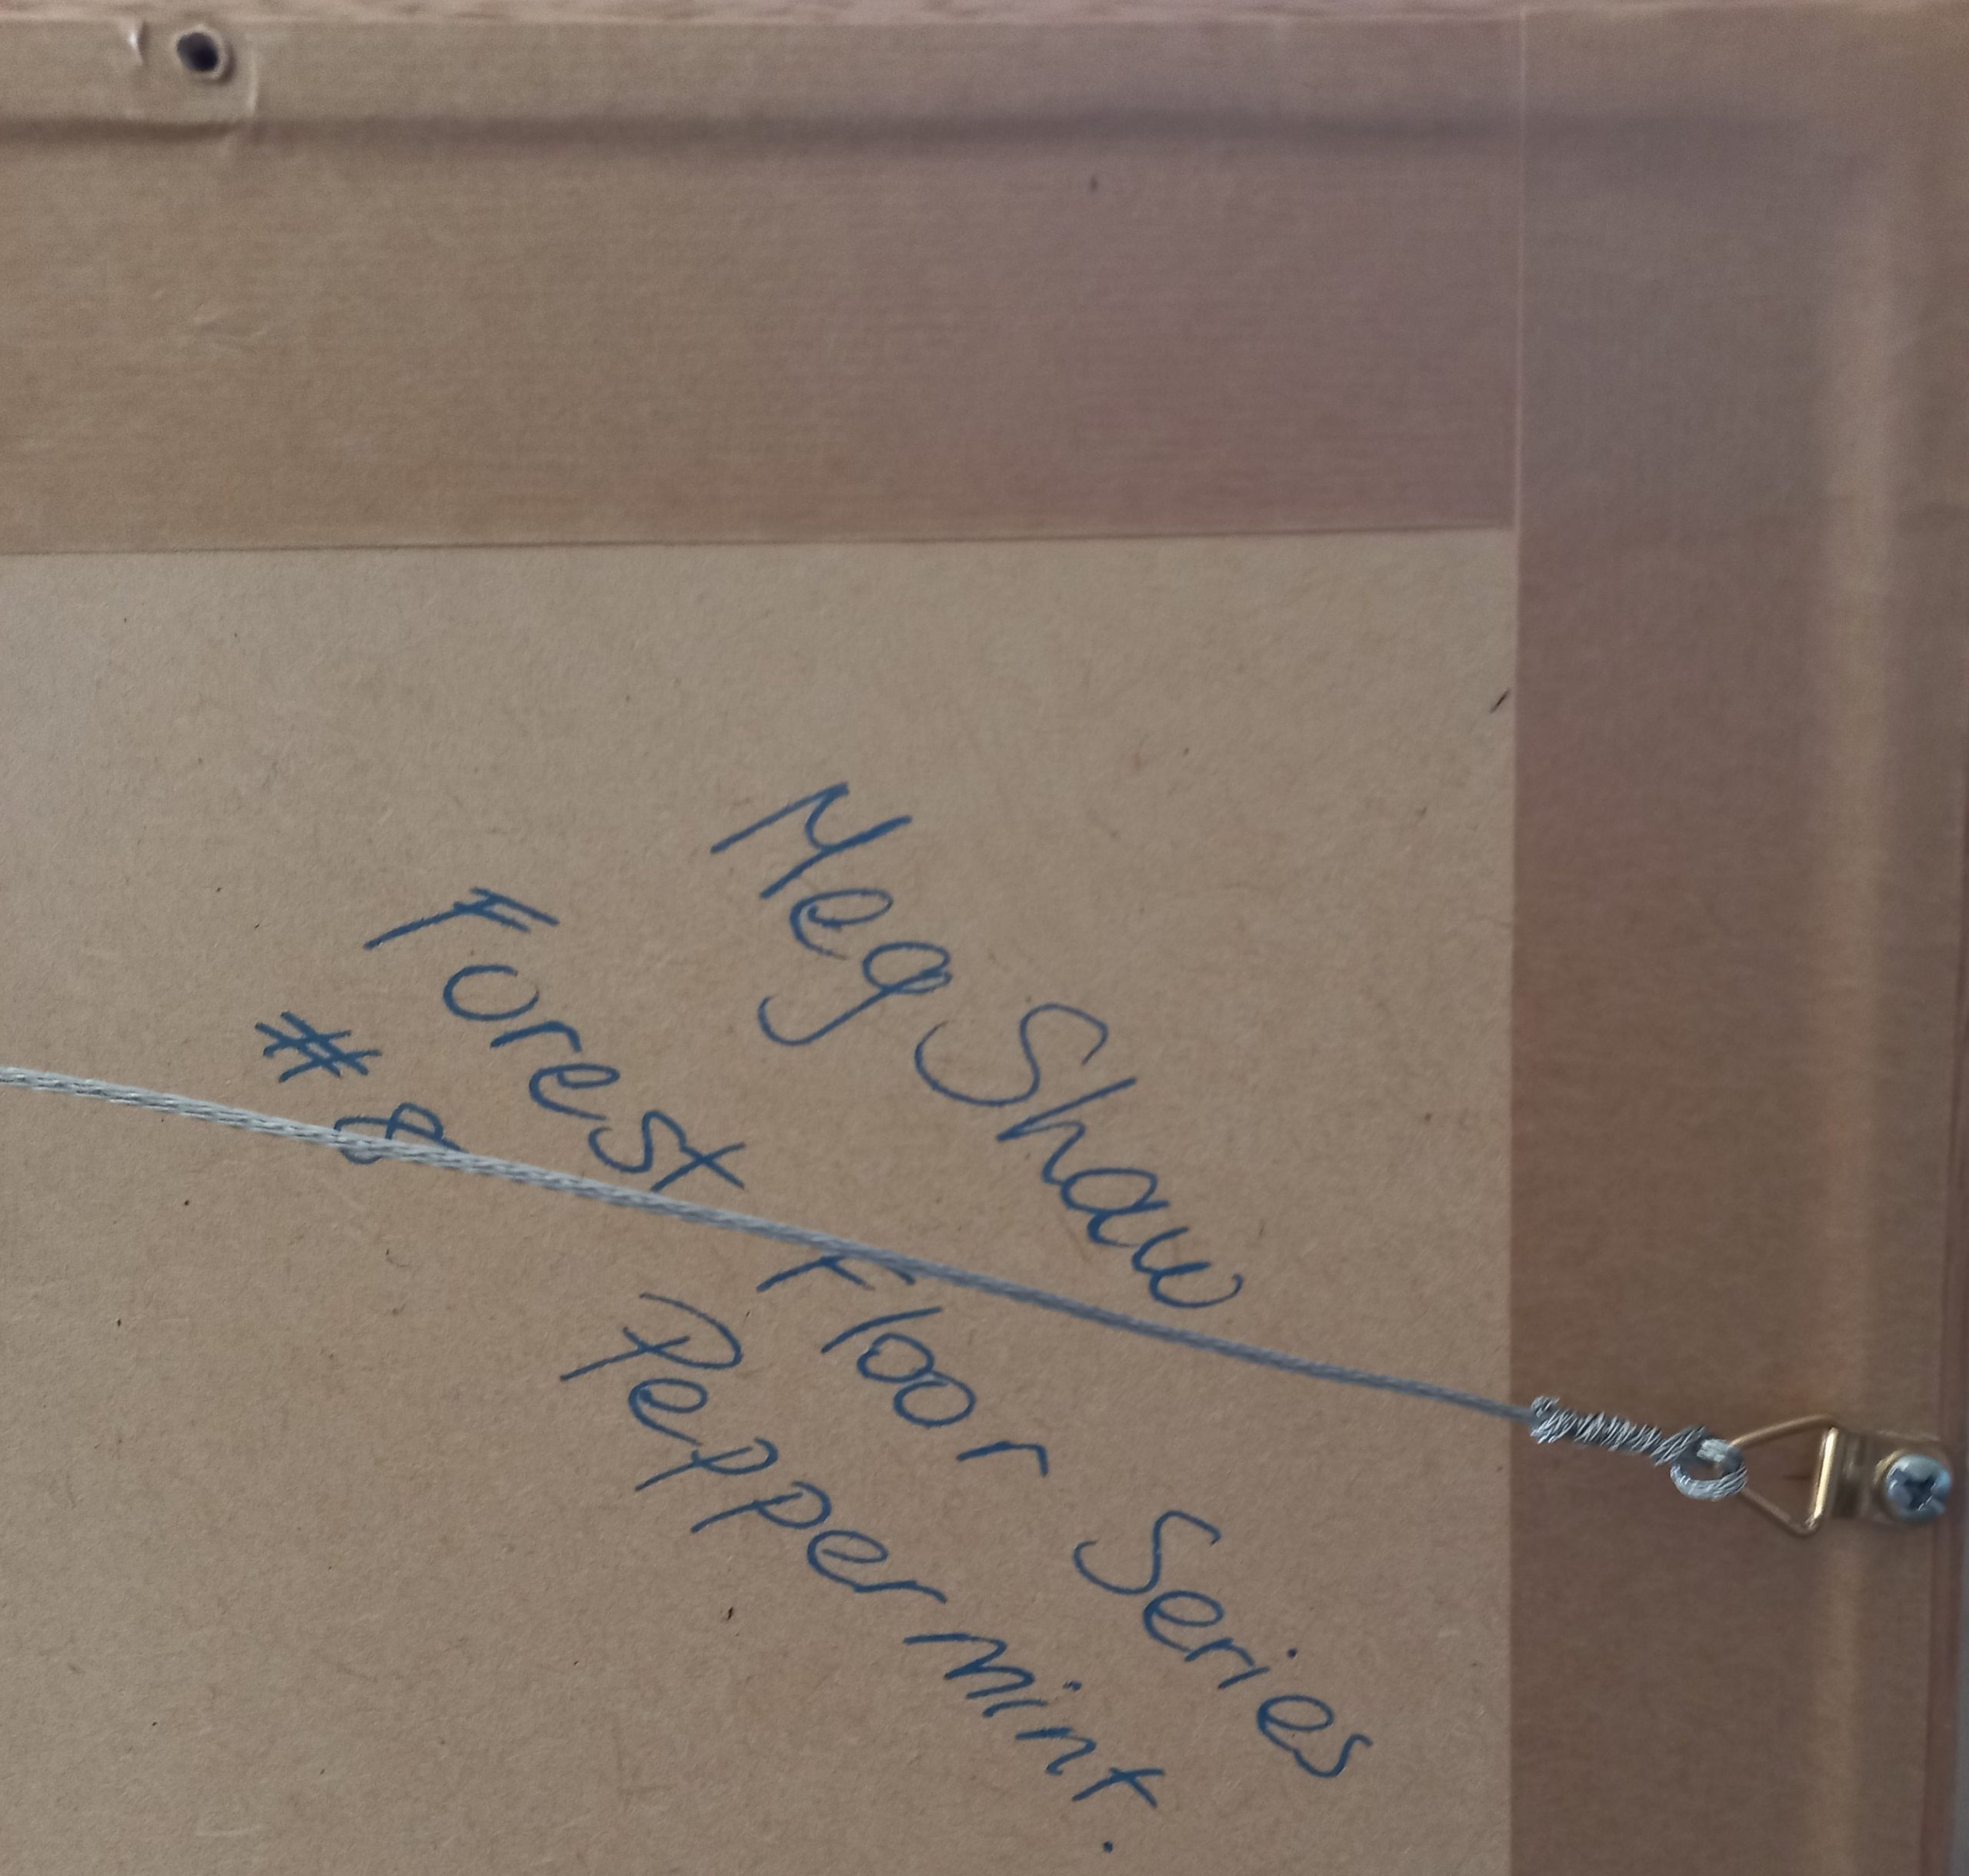 Meg Shaw
Forest Floor Series
#8 Peppermint.